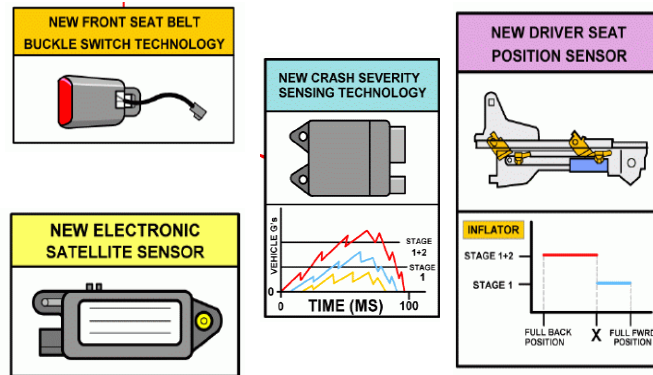 NEW FRONT SEAT BELT
BUCKLE SWITCH TECHNOLOGY
NEW ELECTRONIC
SATELLITE SENSOR
NEW CRASH SEVERITY
SENSING TECHNOLOGY
VEHICLE G's
STAGE
1+2
STAGE
1
0
TIME (MS)
100
NEW DRIVER SEAT
POSITION SENSOR
INFLATOR
STAGE 1+2
STAGE 1
FULL BACK
POSITION
X
FULL FWRD
POSITION